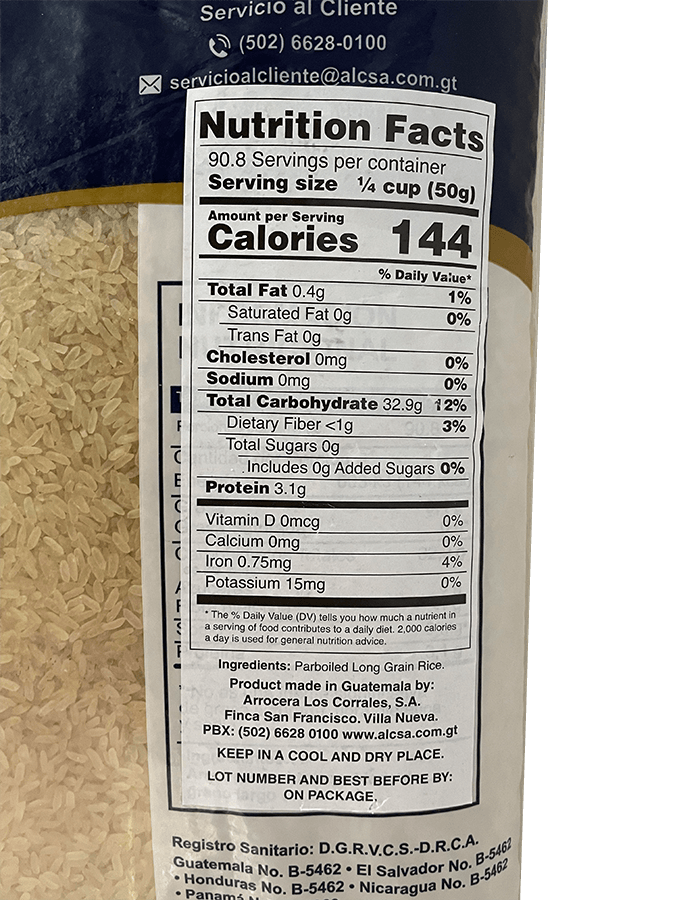 Servicio al Cliente
(502) 6628-0100
servicioalcliente@alcsa.com.gt
Nutrition Facts
90.8 Servings per container
Serving size ¼ cup (50g)
Amount per Serving
Calories 144
% Daily Value*
Total Fat 0.4g 1%
Saturated Fat 0g 0%
Trans Fat 0g
Cholesterol 0mg 0%
Sodium 0mg 0%
Total Carbohydrate 32.9g 12%
Dietary Fiber <1g 3%
Total Sugars 0g
Includes 0g Added Sugars 0%
Protein 3.1g
Vitamin D 0mcg 0%
Calcium 0mg 0%
Iron 0.75mg 4%
Potassium 15mg 0%
* The % Daily Value (DV) tells you how much a nutrient in
a serving of food contributes to a daily diet. 2,000 calories
a day is used for general nutrition advice.
Ingredients: Parboiled Long Grain Rice.
Product made in Guatemala by:
Arrocera Los Corrales, S.A.
Finca San Francisco. Villa Nueva.
PBX: (502) 6628 0100 www.alcsa.com.gt
KEEP IN A COOL AND DRY PLACE.
LOT NUMBER AND BEST BEFORE BY:
ON PACKAGE.
Registro Sanitario: D.G.R.V.C.S.-D.R.C.A.
Guatemala No. B-5462 • El Salvador No. B-5462
• Honduras No. B-5462 • Nicaragua No. B-5462
• Panamá